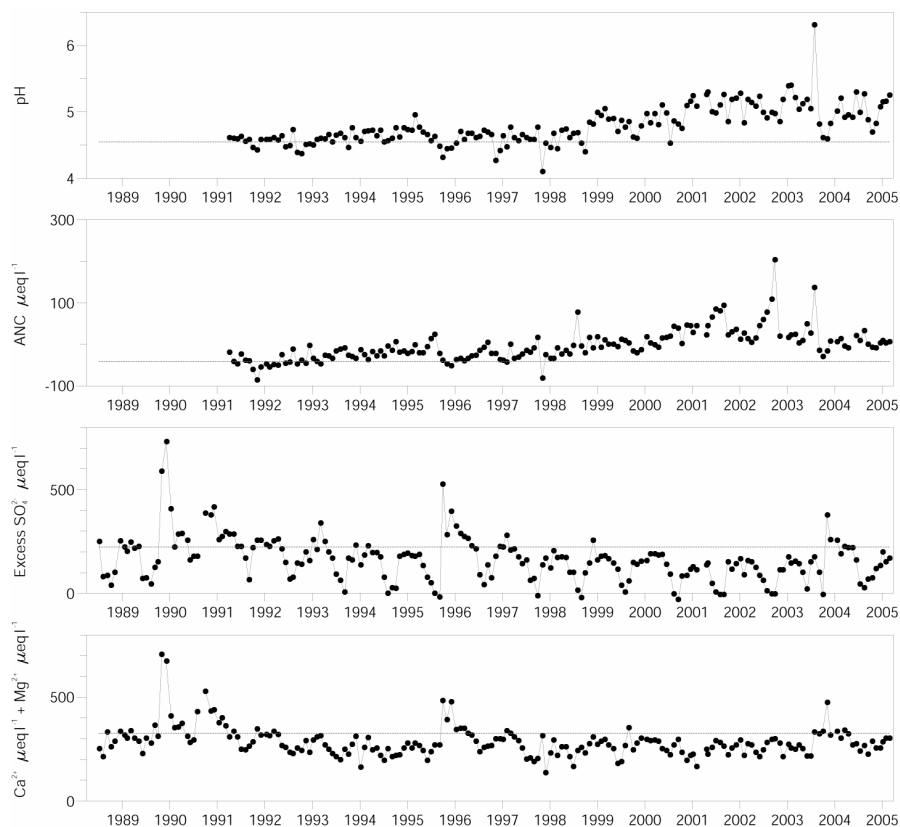 pH
6
5
4
1989 1990 1991 1992 1993 1994 1995 1996 1997 1998 1999 2000 2001 2002 2003 2004 2005
ANC µeq l⁻¹
300
100
-100
1989 1990 1991 1992 1993 1994 1995 1996 1997 1998 1999 2000 2001 2002 2003 2004 2005
Excess SO₄²⁻ µeq l⁻¹
500
0
1989 1990 1991 1992 1993 1994 1995 1996 1997 1998 1999 2000 2001 2002 2003 2004 2005
Ca²⁺ µeq l⁻¹ + Mg²⁺ µeq l⁻¹
500
0
1989 1990 1991 1992 1993 1994 1995 1996 1997 1998 1999 2000 2001 2002 2003 2004 2005